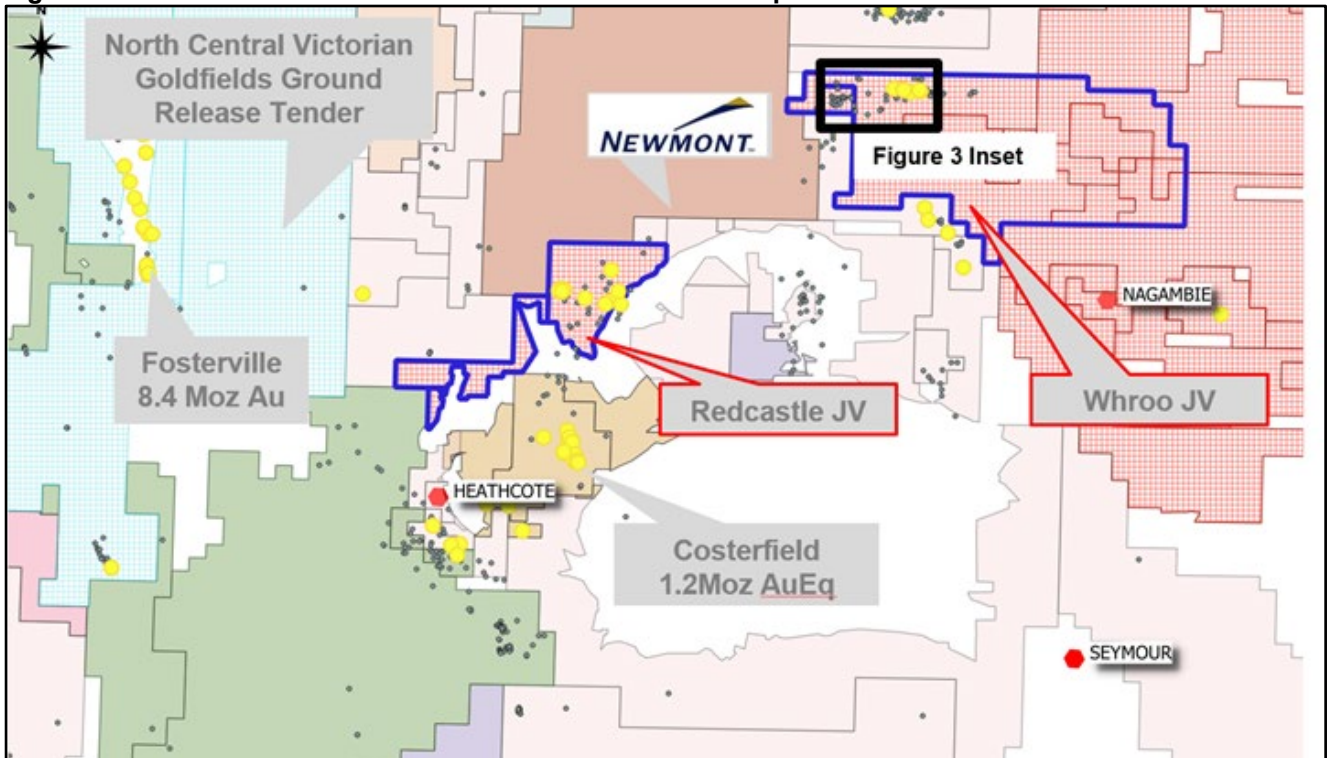 N
North Central Victorian
Goldfields Ground
Release Tender
NEWMONT™
Figure 3 Inset
NAGAMBIE
Fosterville
8.4 Moz Au
Redcastle JV
Whroo JV
HEATHCOTE
Costerfield
1.2Moz AuEq
SEYMOUR